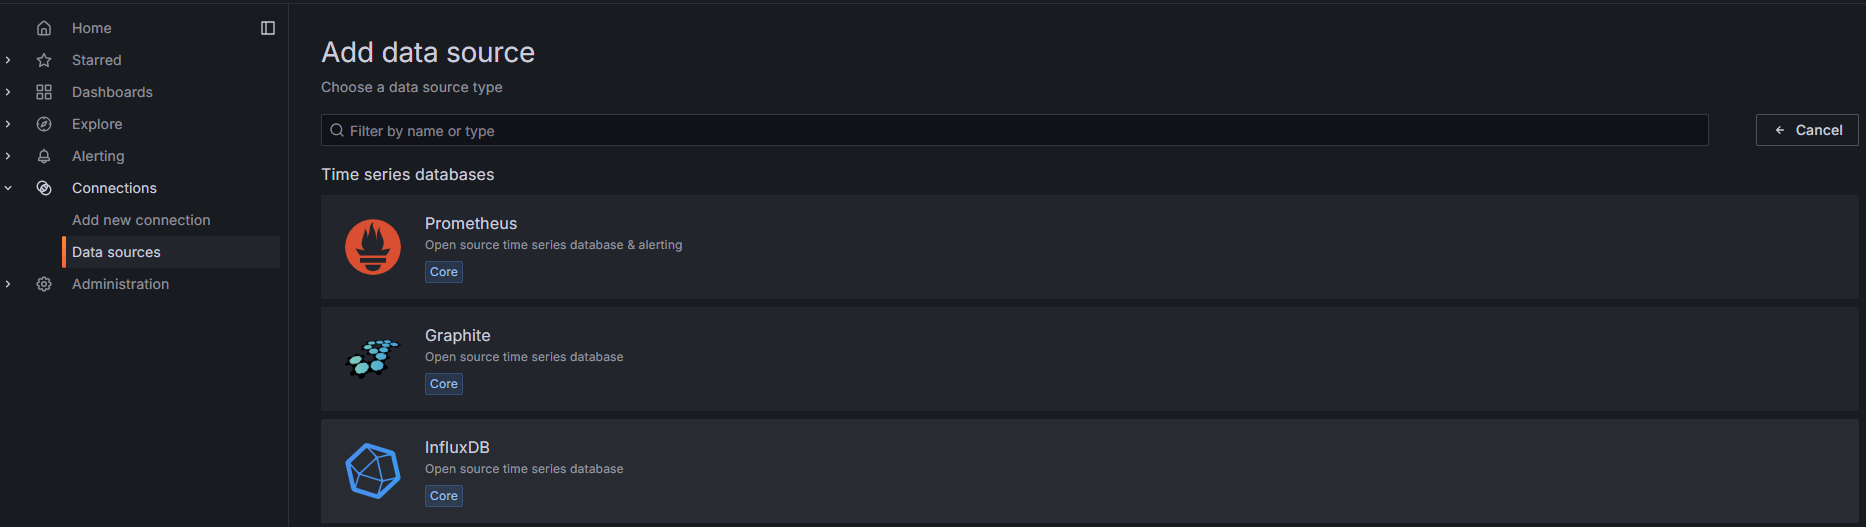 Home
Starred
Dashboards
Explore
Alerting
Connections
Add new connection
Data sources
Administration
Add data source
Choose a data source type
Filter by name or type
Cancel
Time series databases
Prometheus
Open source time series database & alerting
Core
Graphite
Open source time series database
Core
InfluxDB
Open source time series database
Core